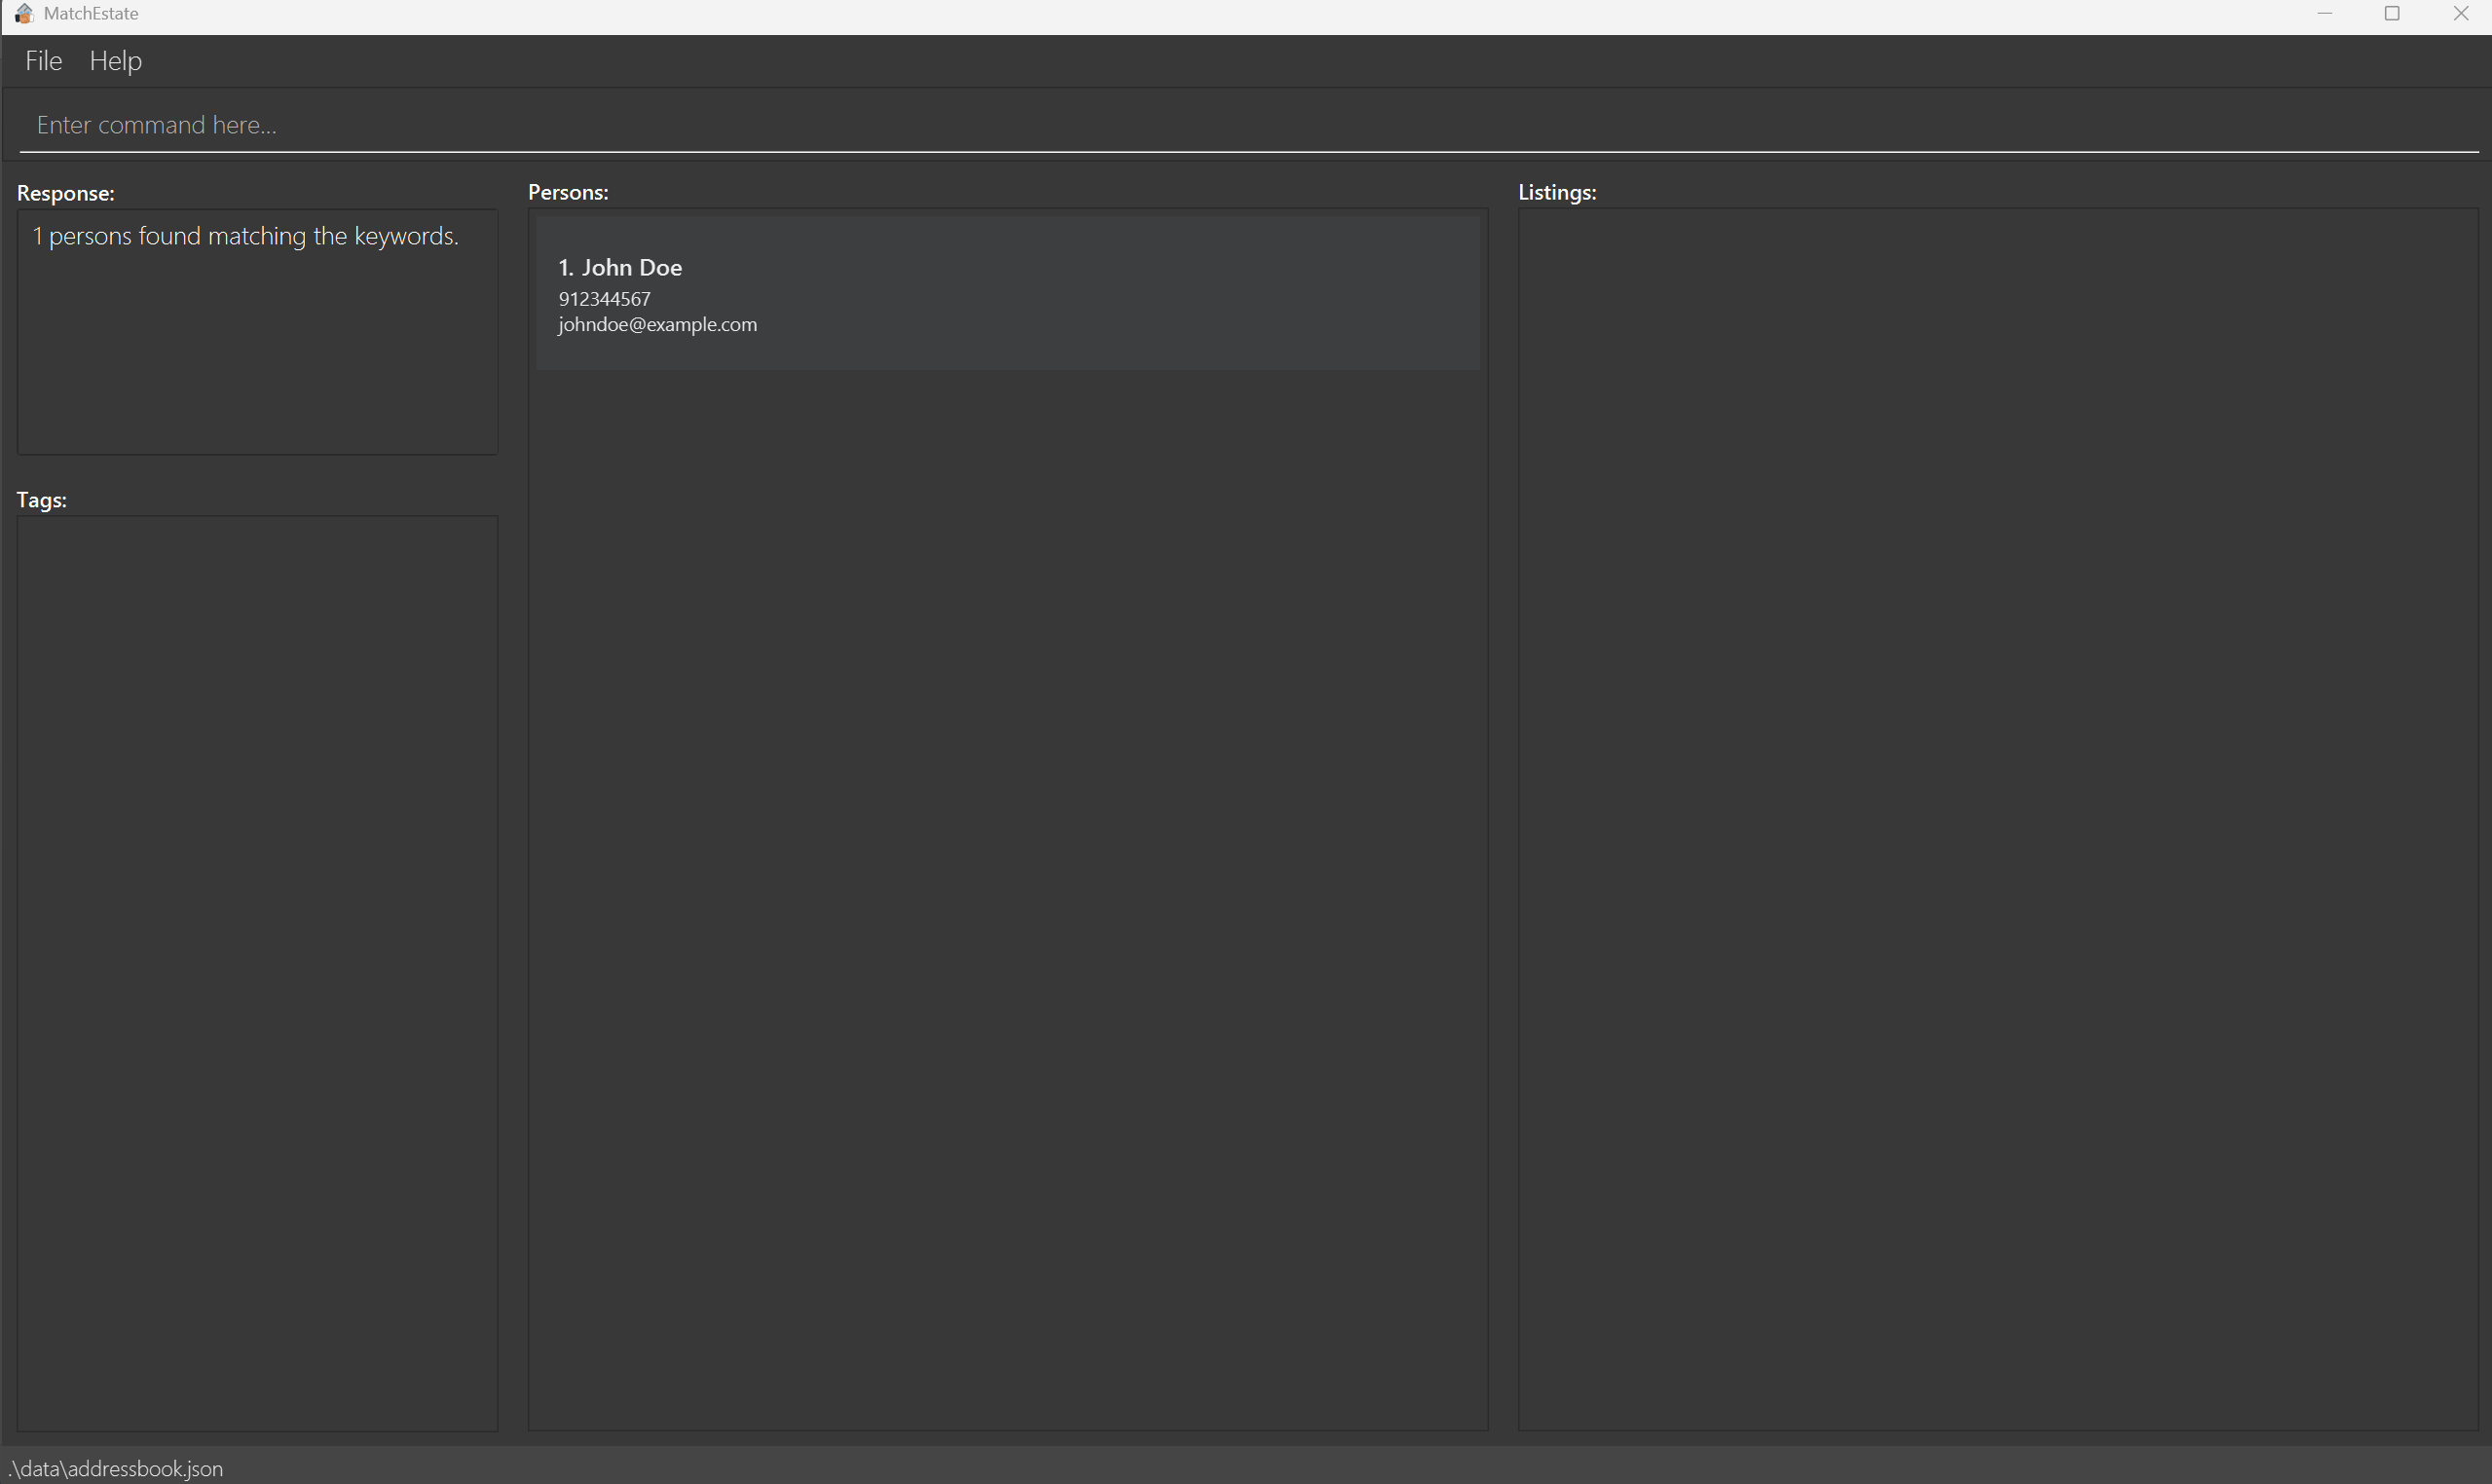 MatchEstate
File Help
Enter command here...
Response:
1 persons found matching the keywords.
Tags:
Persons:
1. John Doe
912344567
johndoe@example.com
Listings:
.\data\addressbook.json